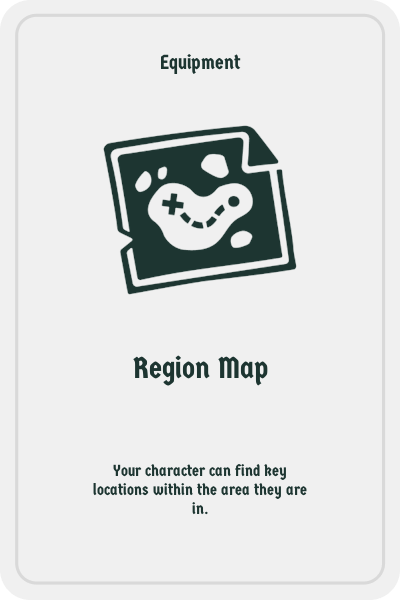 Equipment
Region Map
Your character can find key
locations within the area they are
in.